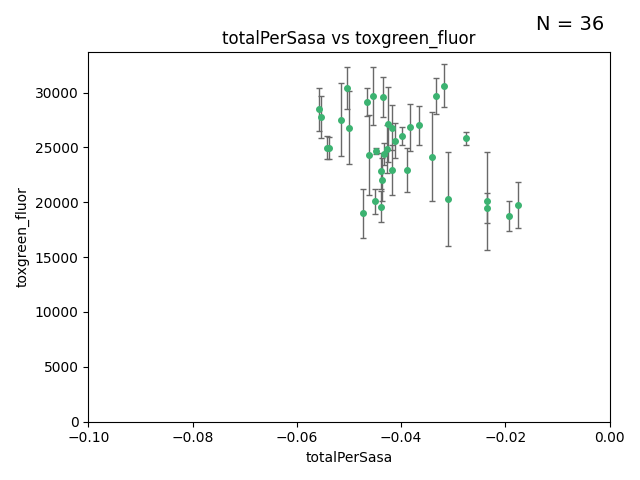 N = 36
totalPerSasa vs toxgreen_fluor
toxgreen_fluor
30000
25000
20000
15000
10000
5000
0
−0.10 −0.08 −0.06 −0.04 −0.02 0.00
totalPerSasa